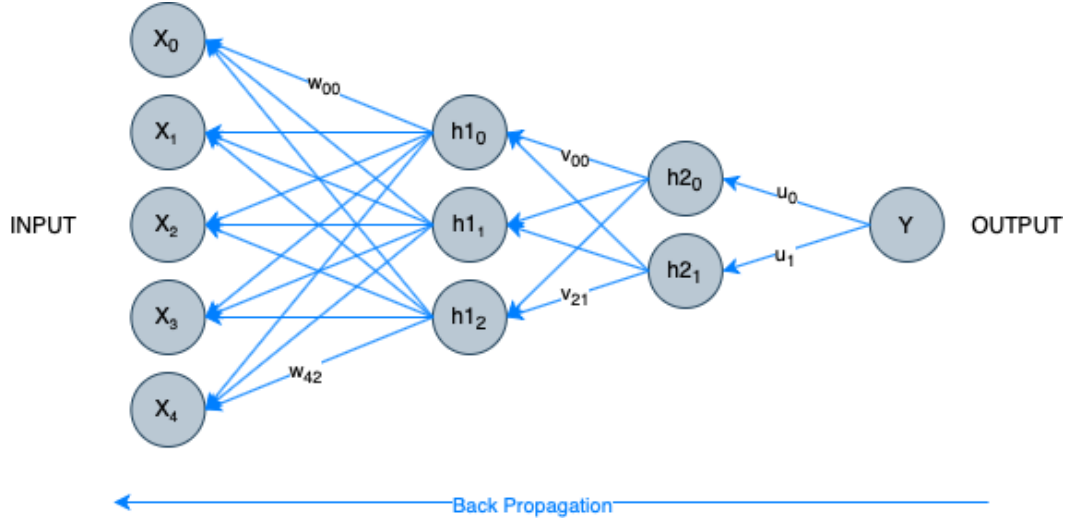 X₀
w₀₀
X₁
h1₀
v₀₀
h2₀
u₀
INPUT
X₂
h1₁
Y
OUTPUT
u₁
h2₁
v₂₁
X₃
h1₂
w₄₂
X₄
Back Propagation